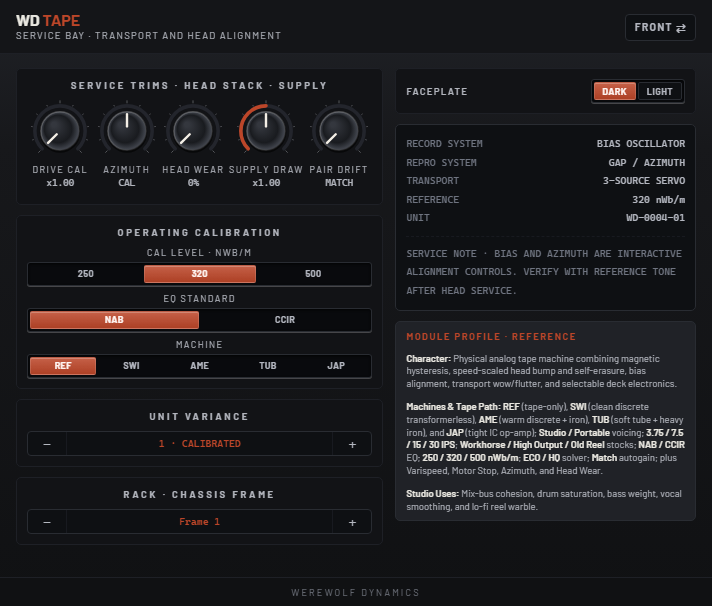 WD TAPE
SERVICE BAY · TRANSPORT AND HEAD ALIGNMENT
FRONT ⇄
SERVICE TRIMS · HEAD STACK · SUPPLY
DRIVE CAL AZIMUTH HEAD WEAR SUPPLY DRAW PAIR DRIFT
x1.00 CAL 0% x1.00 MATCH
OPERATING CALIBRATION
CAL LEVEL · NWB/M
250 320 500
EQ STANDARD
NAB CCIR
MACHINE
REF SWI AME TUB JAP
UNIT VARIANCE
− 1 · CALIBRATED +
RACK · CHASSIS FRAME
− Frame 1 +
FACEPLATE DARK LIGHT
RECORD SYSTEM BIAS OSCILLATOR
REPRO SYSTEM GAP / AZIMUTH
TRANSPORT 3-SOURCE SERVO
REFERENCE 320 nWb/m
UNIT WD-0004-01
SERVICE NOTE · BIAS AND AZIMUTH ARE INTERACTIVE
ALIGNMENT CONTROLS. VERIFY WITH REFERENCE TONE
AFTER HEAD SERVICE.
MODULE PROFILE · REFERENCE
Character: Physical analog tape machine combining magnetic
hysteresis, speed-scaled head bump and self-erasure, bias
alignment, transport wow/flutter, and selectable deck electronics.
Machines & Tape Path: REF (tape-only), SWI (clean discrete
transformerless), AME (warm discrete + iron), TUB (soft tube + heavy
iron), and JAP (tight IC op-amp); Studio / Portable voicing; 3.75 / 7.5
/ 15 / 30 IPS; Workhorse / High Output / Old Reel stocks; NAB / CCIR
EQ; 250 / 320 / 500 nWb/m; ECO / HQ solver; Match autogain; plus
Varispeed, Motor Stop, Azimuth, and Head Wear.
Studio Uses: Mix-bus cohesion, drum saturation, bass weight, vocal
smoothing, and lo-fi reel warble.
WEREWOLF DYNAMICS